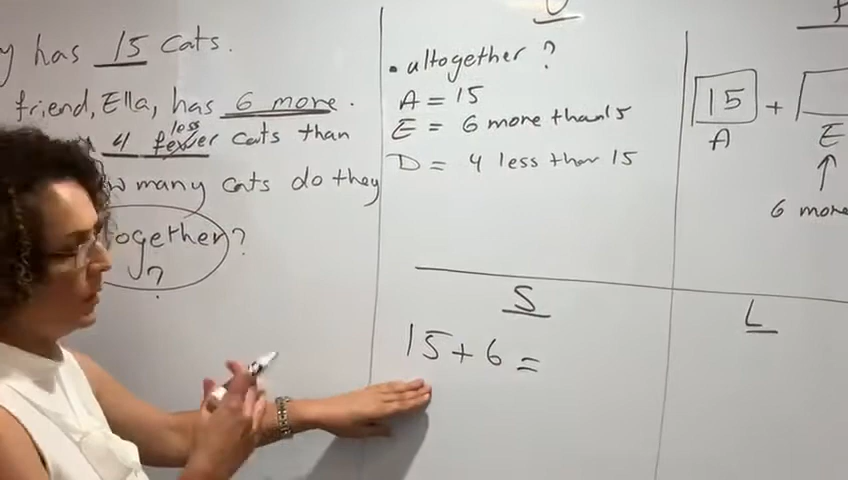 y has 15 cats.
friend, Ella, has 6 more.
less
4 fewer cats than
w many cats do they
together?
?
• altogether ?
A = 15
E = 6 more than 15
D = 4 less than 15
15 +
A
E
↑
6 more
S
15 + 6 =
L